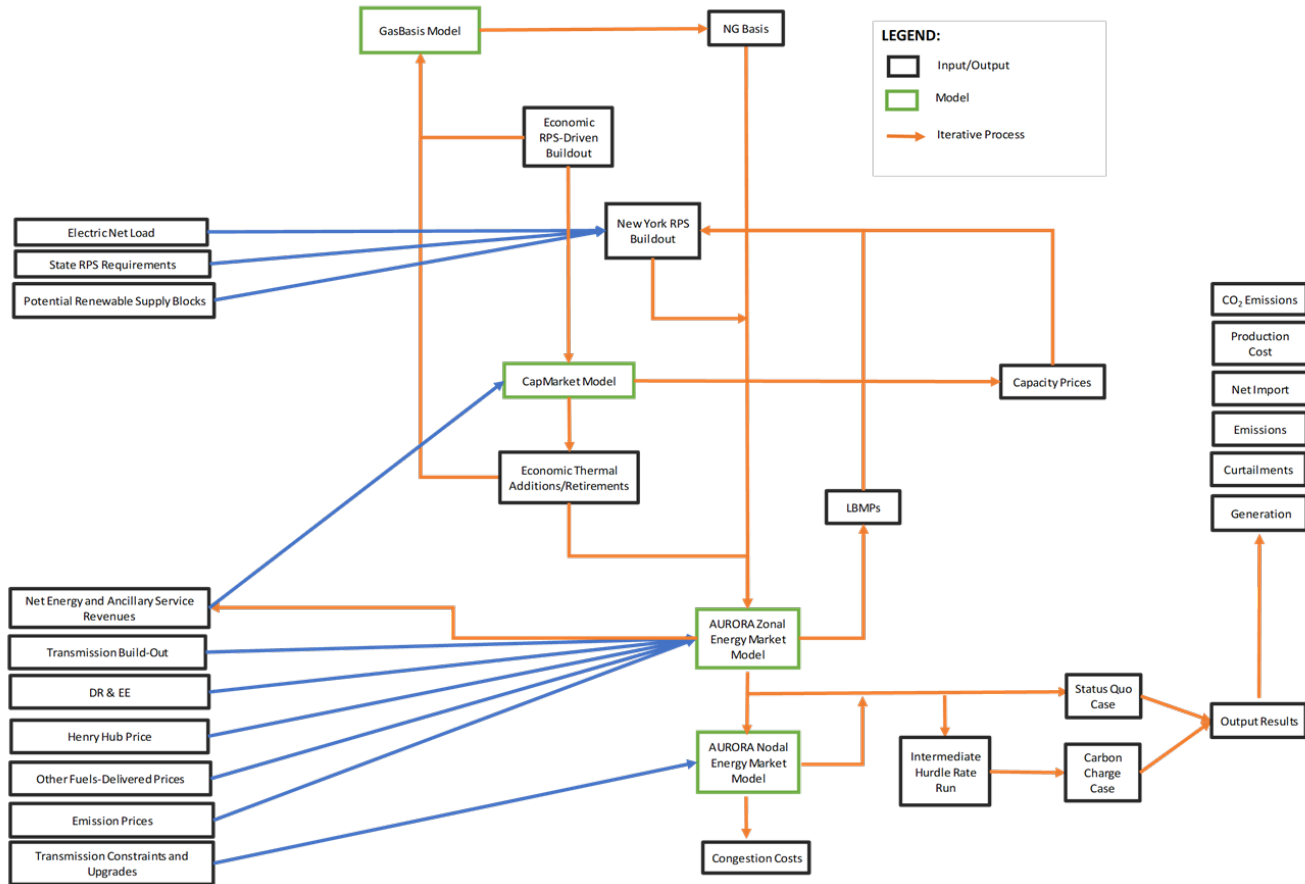 GasBasis Model
NG Basis
LEGEND:
Input/Output
Model
Iterative Process
Economic
RPS-Driven
Buildout
New York RPS
Buildout
Electric Net Load
State RPS Requirements
Potential Renewable Supply Blocks
CO₂ Emissions
Production
Cost
Net Import
Emissions
Curtailments
Generation
CapMarket Model
Capacity Prices
Economic Thermal
Additions/Retirements
LBMPs
Net Energy and Ancillary Service
Revenues
Transmission Build-Out
DR & EE
Henry Hub Price
Other Fuels-Delivered Prices
Emission Prices
Transmission Constraints and
Upgrades
AURORA Zonal
Energy Market
Model
AURORA Nodal
Energy Market
Model
Congestion Costs
Intermediate
Hurdle Rate
Run
Status Quo
Case
Carbon
Charge
Case
Output Results